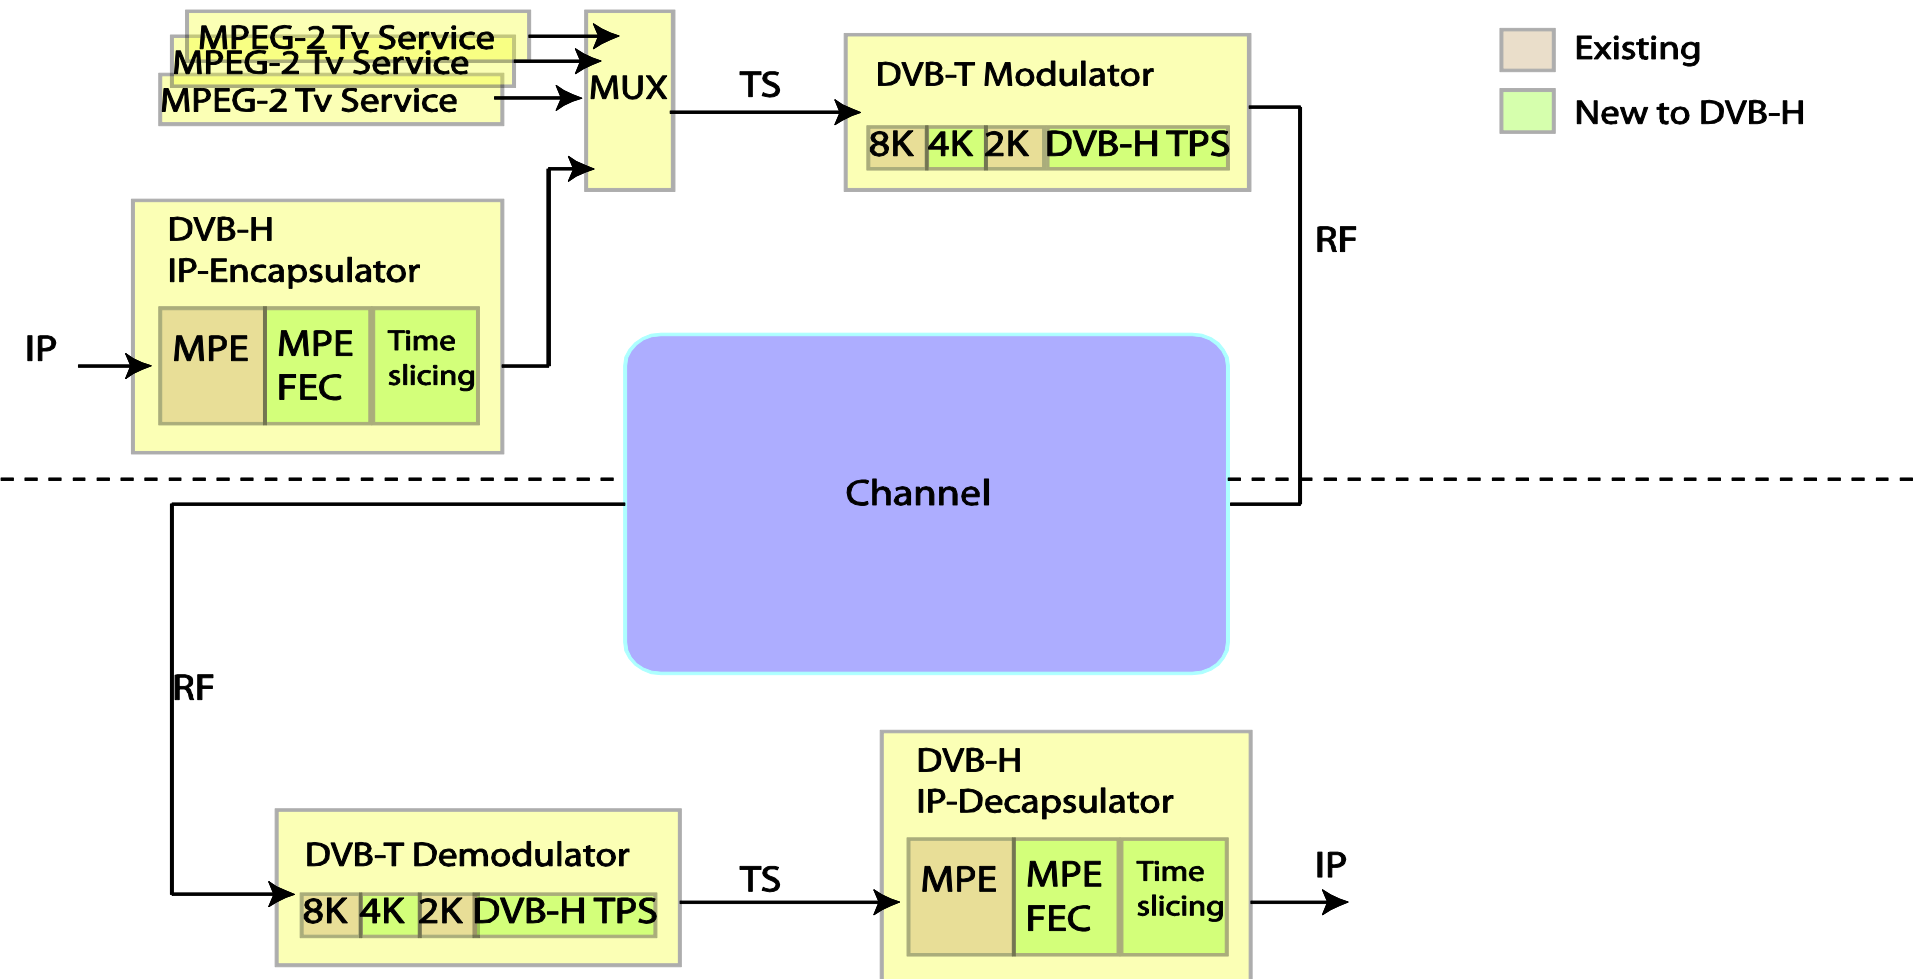 MPEG-2 Tv Service
MPEG-2 Tv Service
MPEG-2 Tv Service
MUX
TS
DVB-T Modulator
8K 4K 2K DVB-H TPS
Existing
New to DVB-H
DVB-H
IP-Encapsulator
IP
MPE
MPE
FEC
Time
slicing
RF
Channel
RF
DVB-T Demodulator
8K 4K 2K DVB-H TPS
TS
DVB-H
IP-Decapsulator
MPE
MPE
FEC
Time
slicing
IP